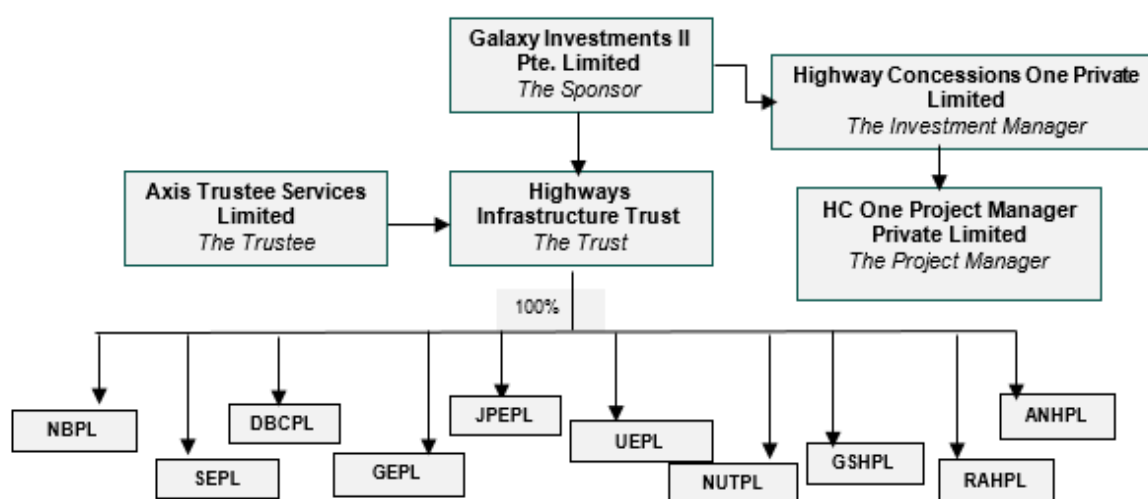 Galaxy Investments II
Pte. Limited
The Sponsor
Highway Concessions One Private
Limited
The Investment Manager
Axis Trustee Services
Limited
The Trustee
Highways
Infrastructure Trust
The Trust
HC One Project Manager
Private Limited
The Project Manager
100%
NBPL
SEPL
DBCPL
GEPL
JPEPL
UEPL
NUTPL
GSHPL
RAHPL
ANHPL